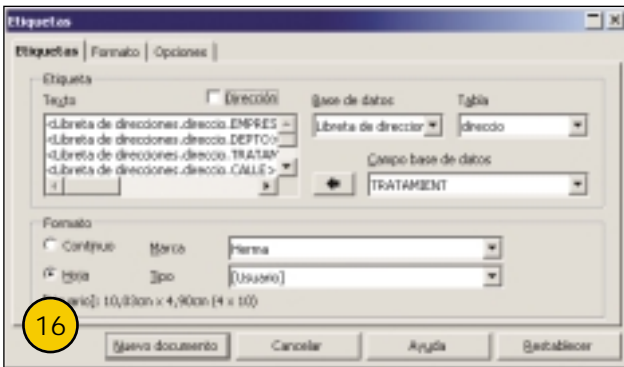 Etiquetas
Etiquetas Formato Opciones
Etiqueta
Texto Dirección Base de datos Tabla
<Libreta de direcciones.direccio.EMPRES
<Libreta de direcciones.direccio.DEPTO>
<Libreta de direcciones.direccio.TRATAM
<Libreta de direcciones.direccio.CALLE>
Libreta de direccior direccio
Campo base de datos
TRATAMIENT
Formato
Continuo Marca Herma
Hoja Tipo [Usuario]
10,03cm x 4,90cm (4 x 10)
16
Nuevo documento Cancelar Ayuda Restablecer